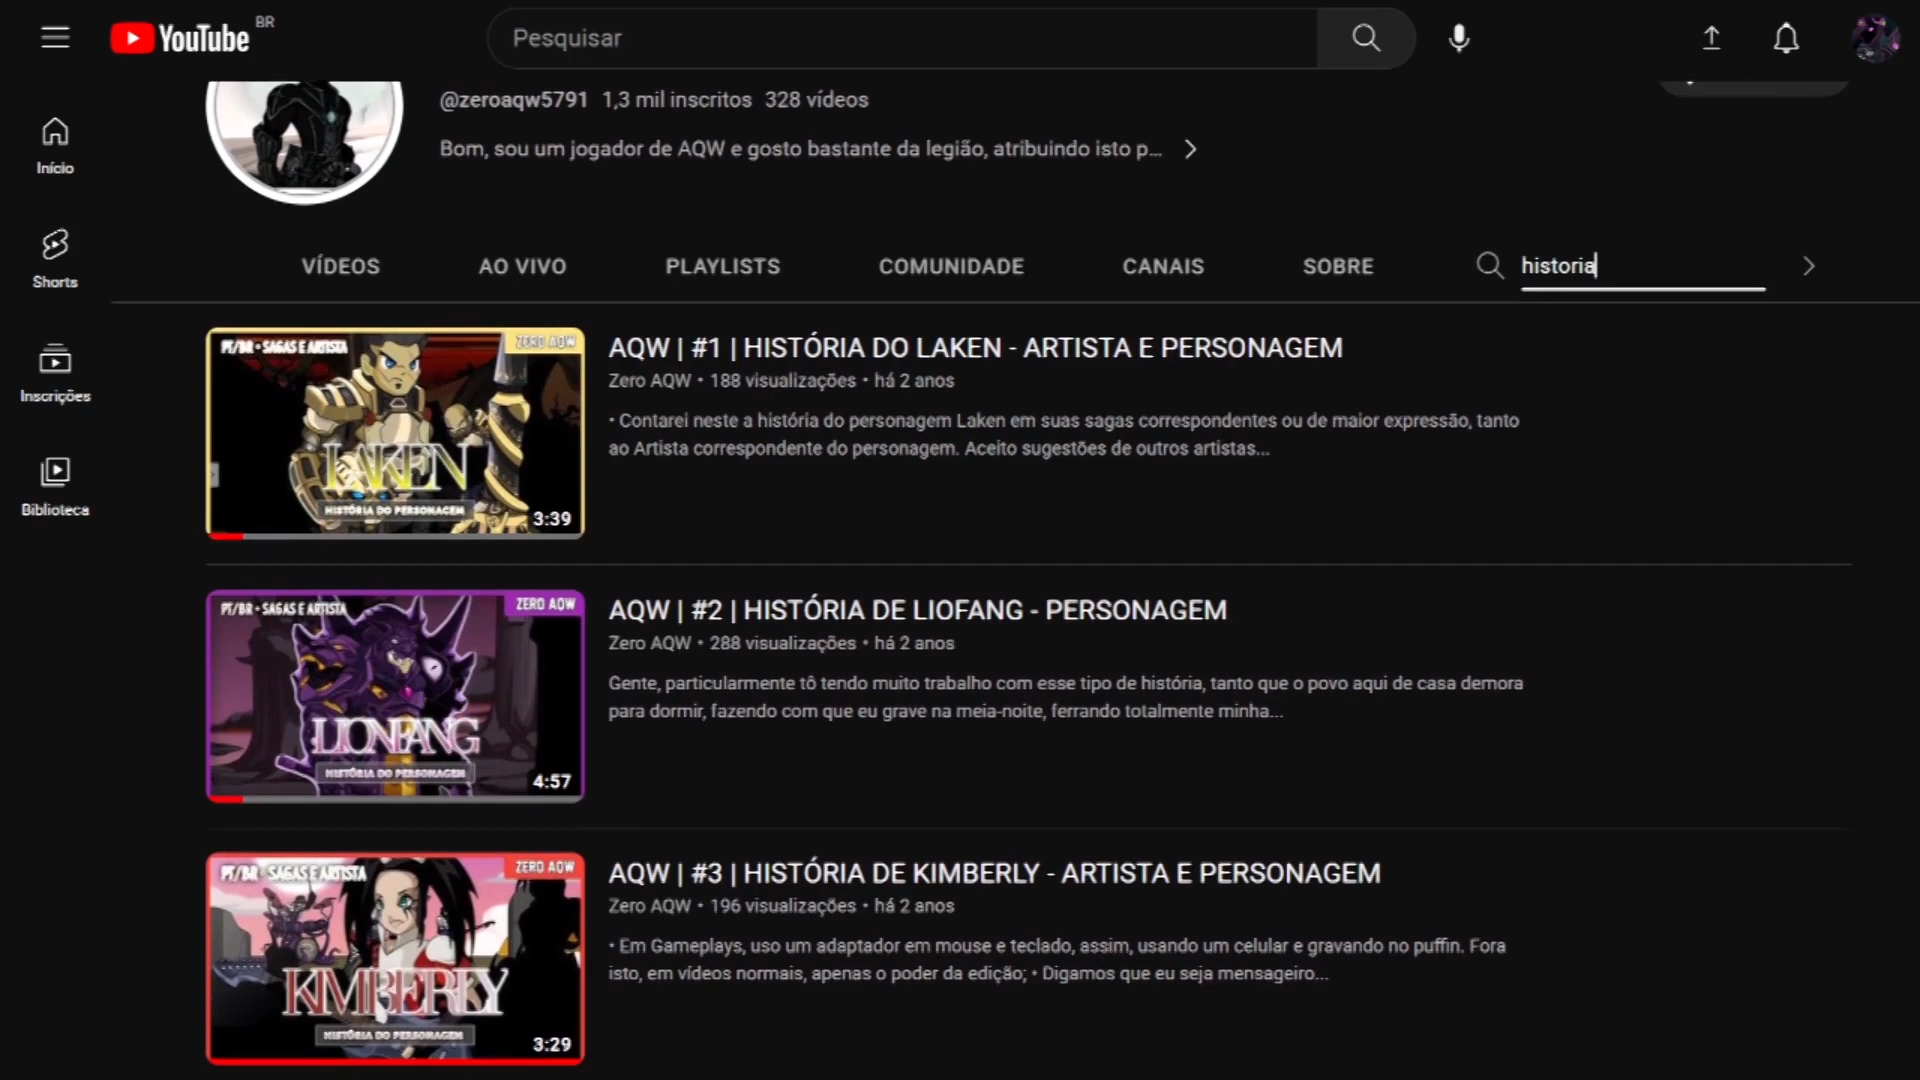 YouTube BR
Pesquisar
@zeroaqw5791 1,3 mil inscritos 328 vídeos
Bom, sou um jogador de AQW e gosto bastante da legião, atribuindo isto p...
Início
Shorts
Inscrições
Biblioteca
VÍDEOS AO VIVO PLAYLISTS COMUNIDADE CANAIS SOBRE historia
PT/BR • SAGAS E ARTISTA
ZERO AQW
LAKEN
HISTÓRIA DO PERSONAGEM
3:39
AQW | #1 | HISTÓRIA DO LAKEN - ARTISTA E PERSONAGEM
Zero AQW • 188 visualizações • há 2 anos
• Contarei neste a história do personagem Laken em suas sagas correspondentes ou de maior expressão, tanto
ao Artista correspondente do personagem. Aceito sugestões de outros artistas...
PT/BR • SAGAS E ARTISTA
ZERO AQW
LIONFANG
HISTÓRIA DO PERSONAGEM
4:57
AQW | #2 | HISTÓRIA DE LIOFANG - PERSONAGEM
Zero AQW • 288 visualizações • há 2 anos
Gente, particularmente tô tendo muito trabalho com esse tipo de história, tanto que o povo aqui de casa demora
para dormir, fazendo com que eu grave na meia-noite, ferrando totalmente minha...
PT/BR • SAGAS E ARTISTA
ZERO AQW
KIMBERLY
HISTÓRIA DO PERSONAGEM
3:29
AQW | #3 | HISTÓRIA DE KIMBERLY - ARTISTA E PERSONAGEM
Zero AQW • 196 visualizações • há 2 anos
• Em Gameplays, uso um adaptador em mouse e teclado, assim, usando um celular e gravando no puffin. Fora
isto, em vídeos normais, apenas o poder da edição; • Digamos que eu seja mensageiro...